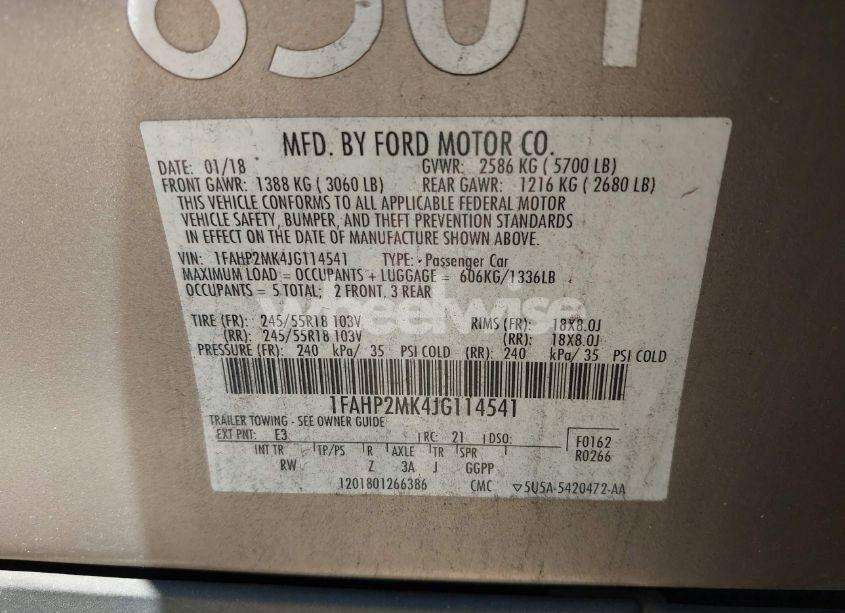 8501
MFD. BY FORD MOTOR CO.
DATE: 01/18 GVWR: 2586 KG ( 5700 LB)
FRONT GAWR: 1388 KG ( 3060 LB) REAR GAWR: 1216 KG ( 2680 LB)
THIS VEHICLE CONFORMS TO ALL APPLICABLE FEDERAL MOTOR
VEHICLE SAFETY, BUMPER, AND THEFT PREVENTION STANDARDS
IN EFFECT ON THE DATE OF MANUFACTURE SHOWN ABOVE.
VIN: 1FAHP2MK4JG114541 TYPE: Passenger Car
MAXIMUM LOAD = OCCUPANTS + LUGGAGE = 606KG/1336LB
OCCUPANTS = 5 TOTAL; 2 FRONT, 3 REAR
wheelwise
TIRE (FR): 245/55R18 103V RIMS (FR): 18X8.0J
(RR): 245/55R18 103V (RR): 18X8.0J
PRESSURE (FR): 240 kPa/ 35 PSI COLD (RR): 240 kPa/ 35 PSI COLD
1FAHP2MK4JG114541
TRAILER TOWING - SEE OWNER GUIDE
EXT PNT: E3 RC: 21 DSO: F0162
INT TR TP/PS R AXLE TR SPR R0266
RW Z 3A J GGPP
1201801266386 CMC ▽5U5A-5420472-AA